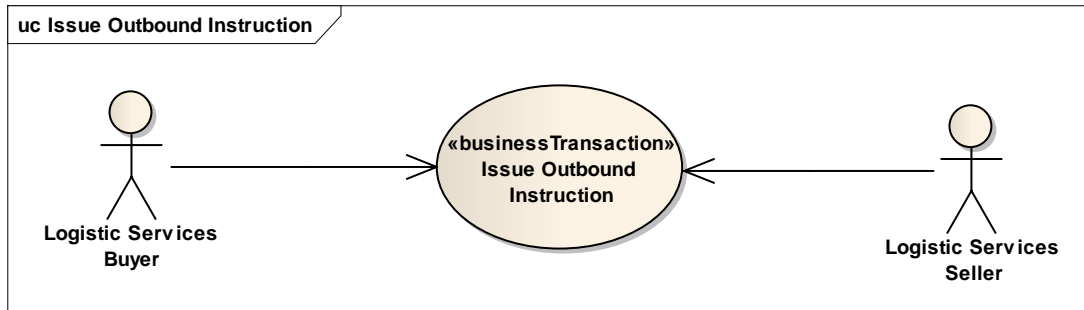 uc Issue Outbound Instruction
«businessTransaction»
Issue Outbound
Instruction
Logistic Services
Buyer
Logistic Services
Seller